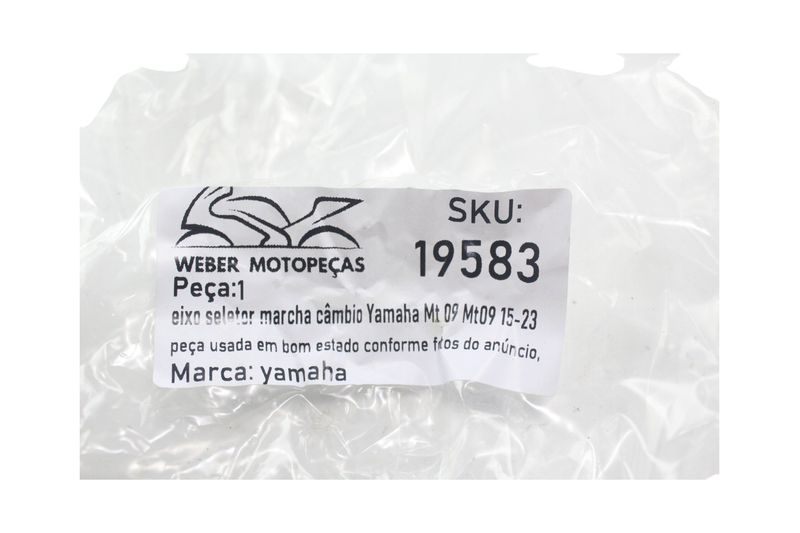 WEBER MOTOPEÇAS
SKU:
19583
Peça:1
eixo seletor marcha câmbio Yamaha Mt 09 Mt09 15-23
peça usada em bom estado conforme fotos do anúncio,
Marca: yamaha